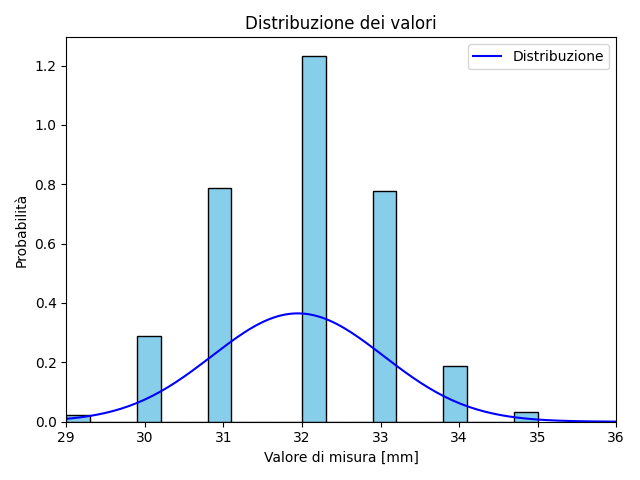 Distribuzione dei valori
Distribuzione
Probabilità
1.2
1.0
0.8
0.6
0.4
0.2
0.0
29 30 31 32 33 34 35 36
Valore di misura [mm]